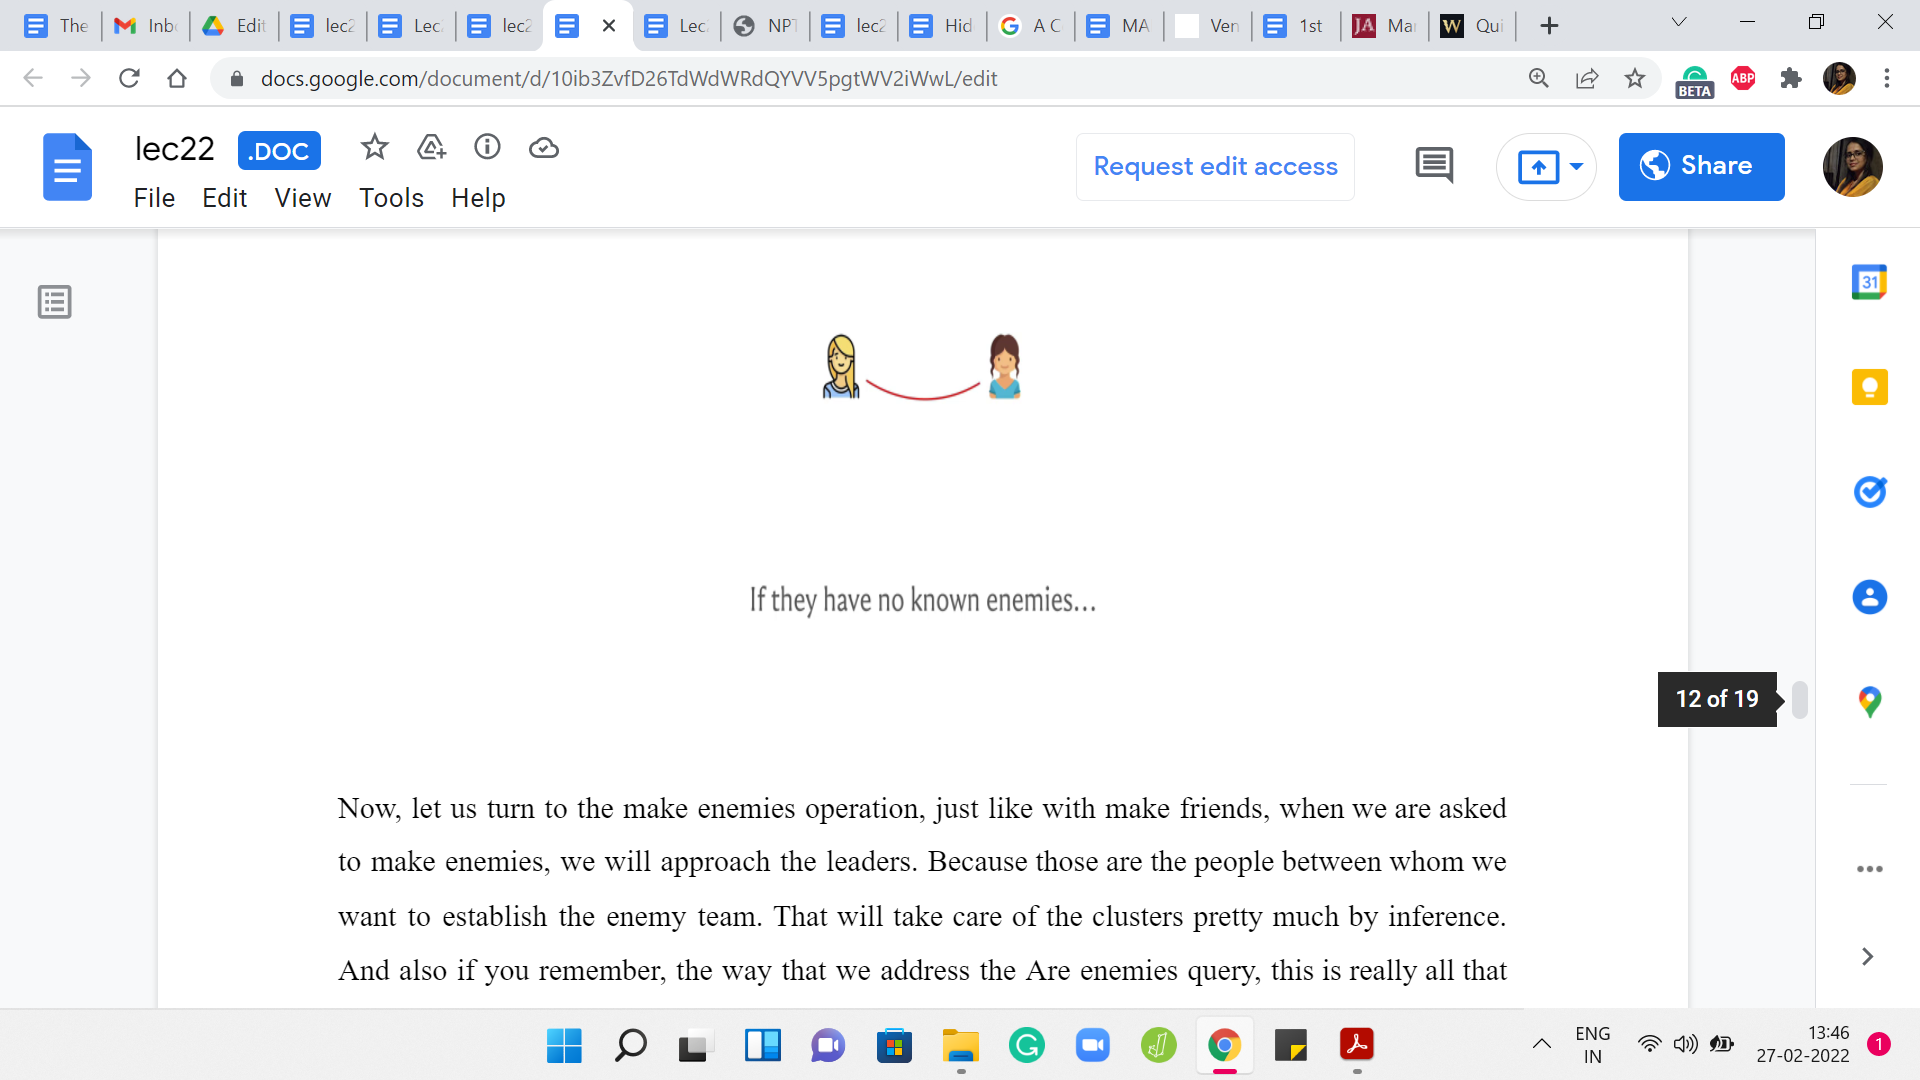 The
Inb
Edit
lec2
Lec
lec2
Lec
NPT
lec2
Hid
A C
MA
Ven
1st
JA
Mar
W
Qui
docs.google.com/document/d/10ib3ZvfD26TdWdWRdQYVV5pgtWV2iWwL/edit
BETA
ABP
lec22
.DOC
Request edit access
Share
File Edit View Tools Help
31
If they have no known enemies...
12 of 19
Now, let us turn to the make enemies operation, just like with make friends, when we are asked
to make enemies, we will approach the leaders. Because those are the people between whom we
want to establish the enemy team. That will take care of the clusters pretty much by inference.
And also if you remember, the way that we address the Are enemies query, this is really all that
ENG
IN
13:46
27-02-2022
1